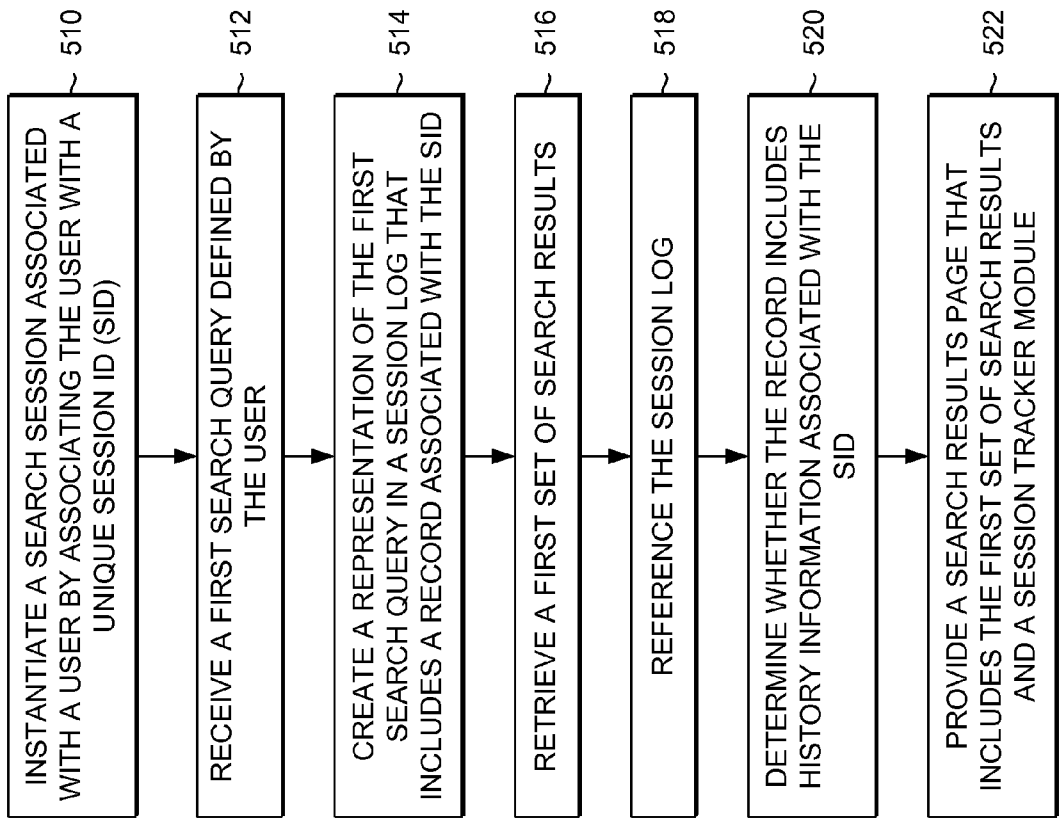 INSTANTIATE A SEARCH SESSION ASSOCIATED
WITH A USER BY ASSOCIATING THE USER WITH A
UNIQUE SESSION ID (SID)
510
RECEIVE A FIRST SEARCH QUERY DEFINED BY
THE USER
512
CREATE A REPRESENTATION OF THE FIRST
SEARCH QUERY IN A SESSION LOG THAT
INCLUDES A RECORD ASSOCIATED WITH THE SID
514
RETRIEVE A FIRST SET OF SEARCH RESULTS
516
REFERENCE THE SESSION LOG
518
DETERMINE WHETHER THE RECORD INCLUDES
HISTORY INFORMATION ASSOCIATED WITH THE
SID
520
PROVIDE A SEARCH RESULTS PAGE THAT
INCLUDES THE FIRST SET OF SEARCH RESULTS
AND A SESSION TRACKER MODULE
522